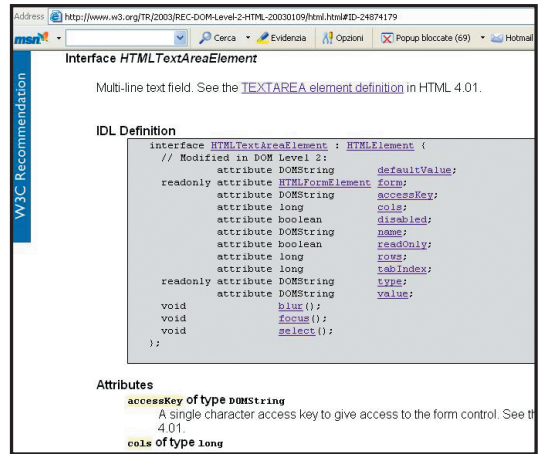 Address http://www.w3.org/TR/2003/REC-DOM-Level-2-HTML-20030109/html.html#ID-24874179
msn Cerca Evidenzia Opzioni Popup bloccate (69) Hotmail
W3C Recommendation
Interface HTMLTextAreaElement
Multi-line text field. See the TEXTAREA element definition in HTML 4.01.
IDL Definition
interface HTMLTextAreaElement : HTMLElement {
// Modified in DOM Level 2:
attribute DOMString defaultValue;
readonly attribute HTMLFormElement form;
attribute DOMString accessKey;
attribute long cols;
attribute boolean disabled;
attribute DOMString name;
attribute boolean readOnly;
attribute long rows;
attribute long tabIndex;
readonly attribute DOMString type;
attribute DOMString value;
void blur();
void focus();
void select();
};
Attributes
accessKey of type DOMString
A single character access key to give access to the form control. See th
4.01.
cols of type long